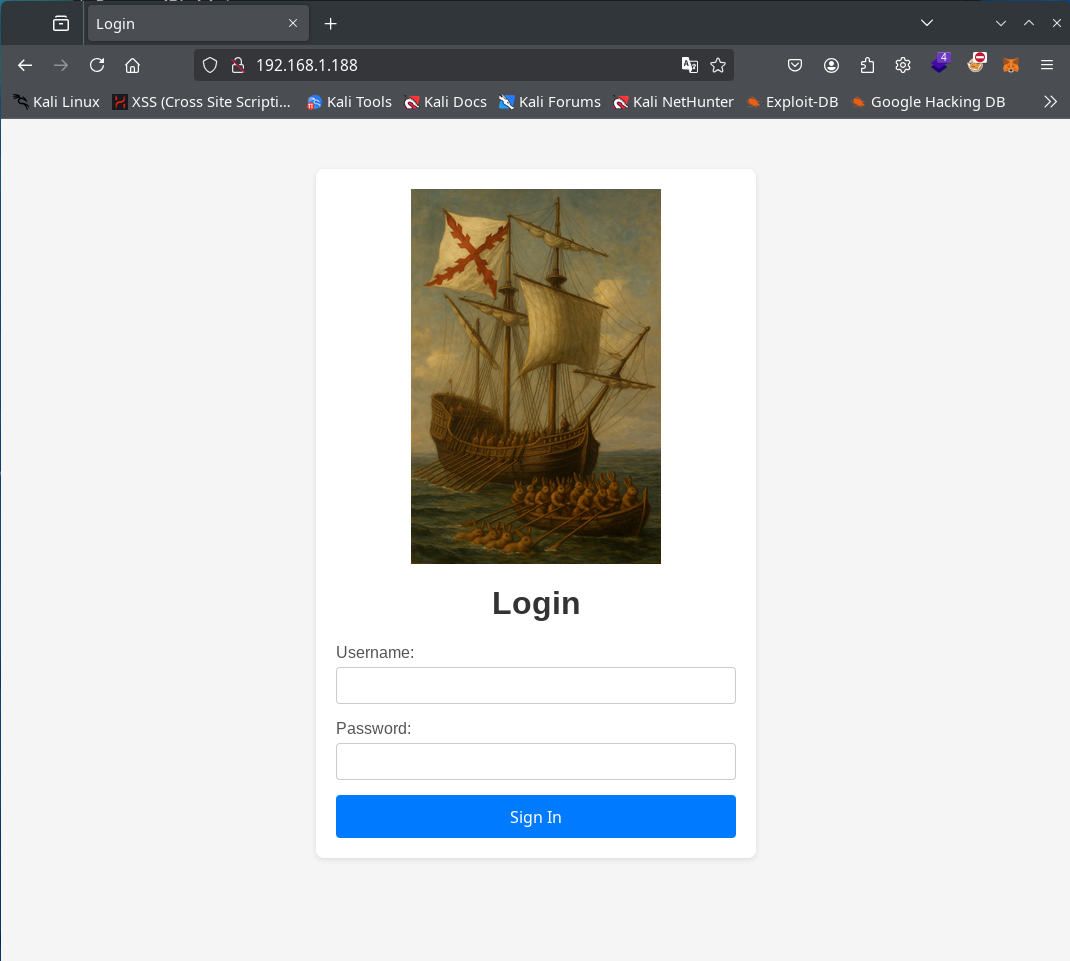 Login
192.168.1.188
4
Kali Linux XSS (Cross Site Scripti... Kali Tools Kali Docs Kali Forums Kali NetHunter Exploit-DB Google Hacking DB
Login
Username:
Password:
Sign In